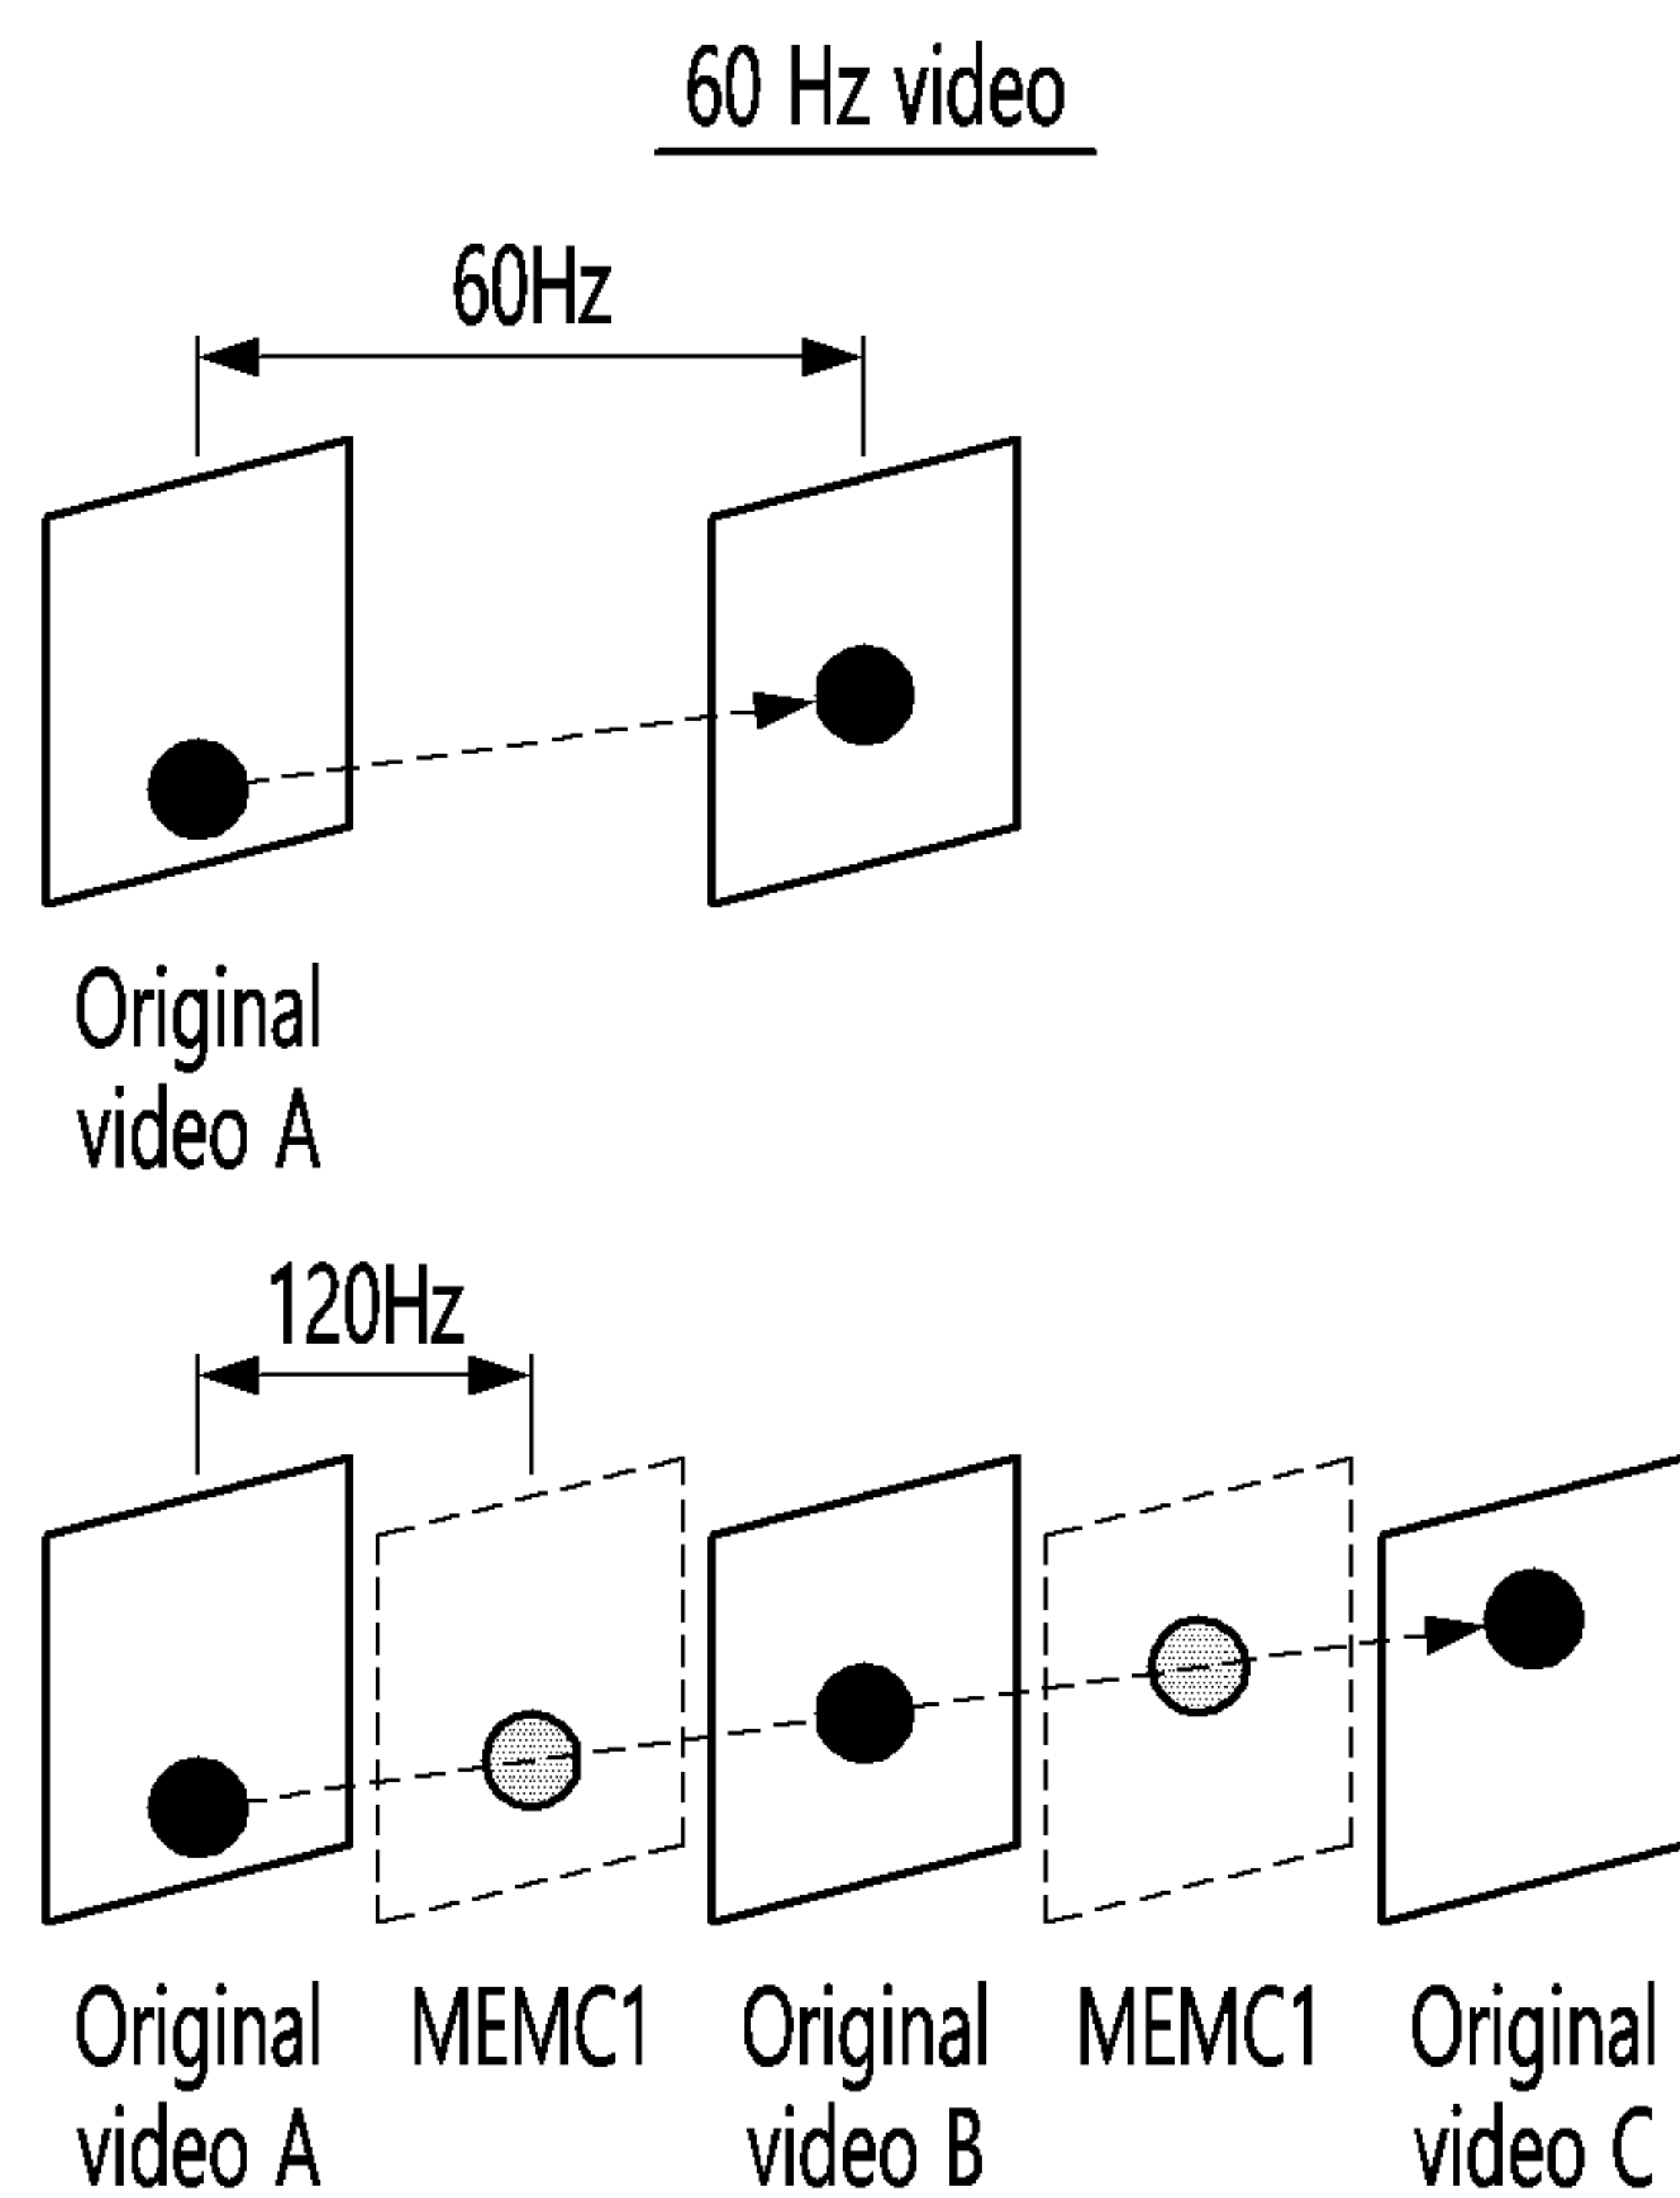 60 Hz video
60Hz
Original
video A
120Hz
Original MEMC1 Original MEMC1 Original
video A video B video C